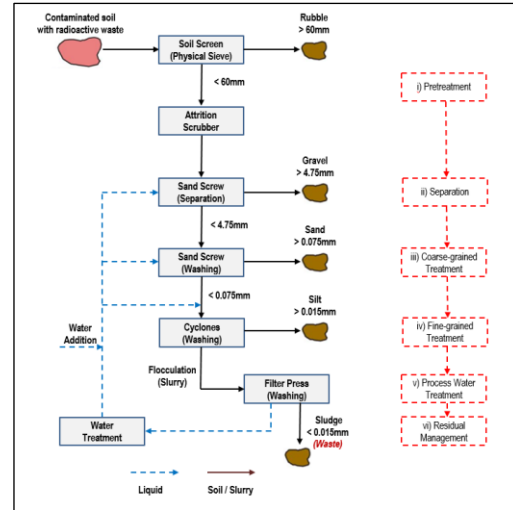 Contaminated soil
with radioactive waste
Soil Screen
(Physical Sieve)
Rubble
> 60mm
< 60mm
i) Pretreatment
Attrition
Scrubber
Gravel
> 4.75mm
Sand Screw
(Separation)
ii) Separation
< 4.75mm
Sand
> 0.075mm
Sand Screw
(Washing)
iii) Coarse-grained
Treatment
< 0.075mm
Silt
> 0.015mm
Cyclones
(Washing)
iv) Fine-grained
Treatment
Water
Addition
Flocculation
(Slurry)
Filter Press
(Washing)
v) Process Water
Treatment
Water
Treatment
Sludge
< 0.015mm
(Waste)
vi) Residual
Management
Liquid
Soil / Slurry